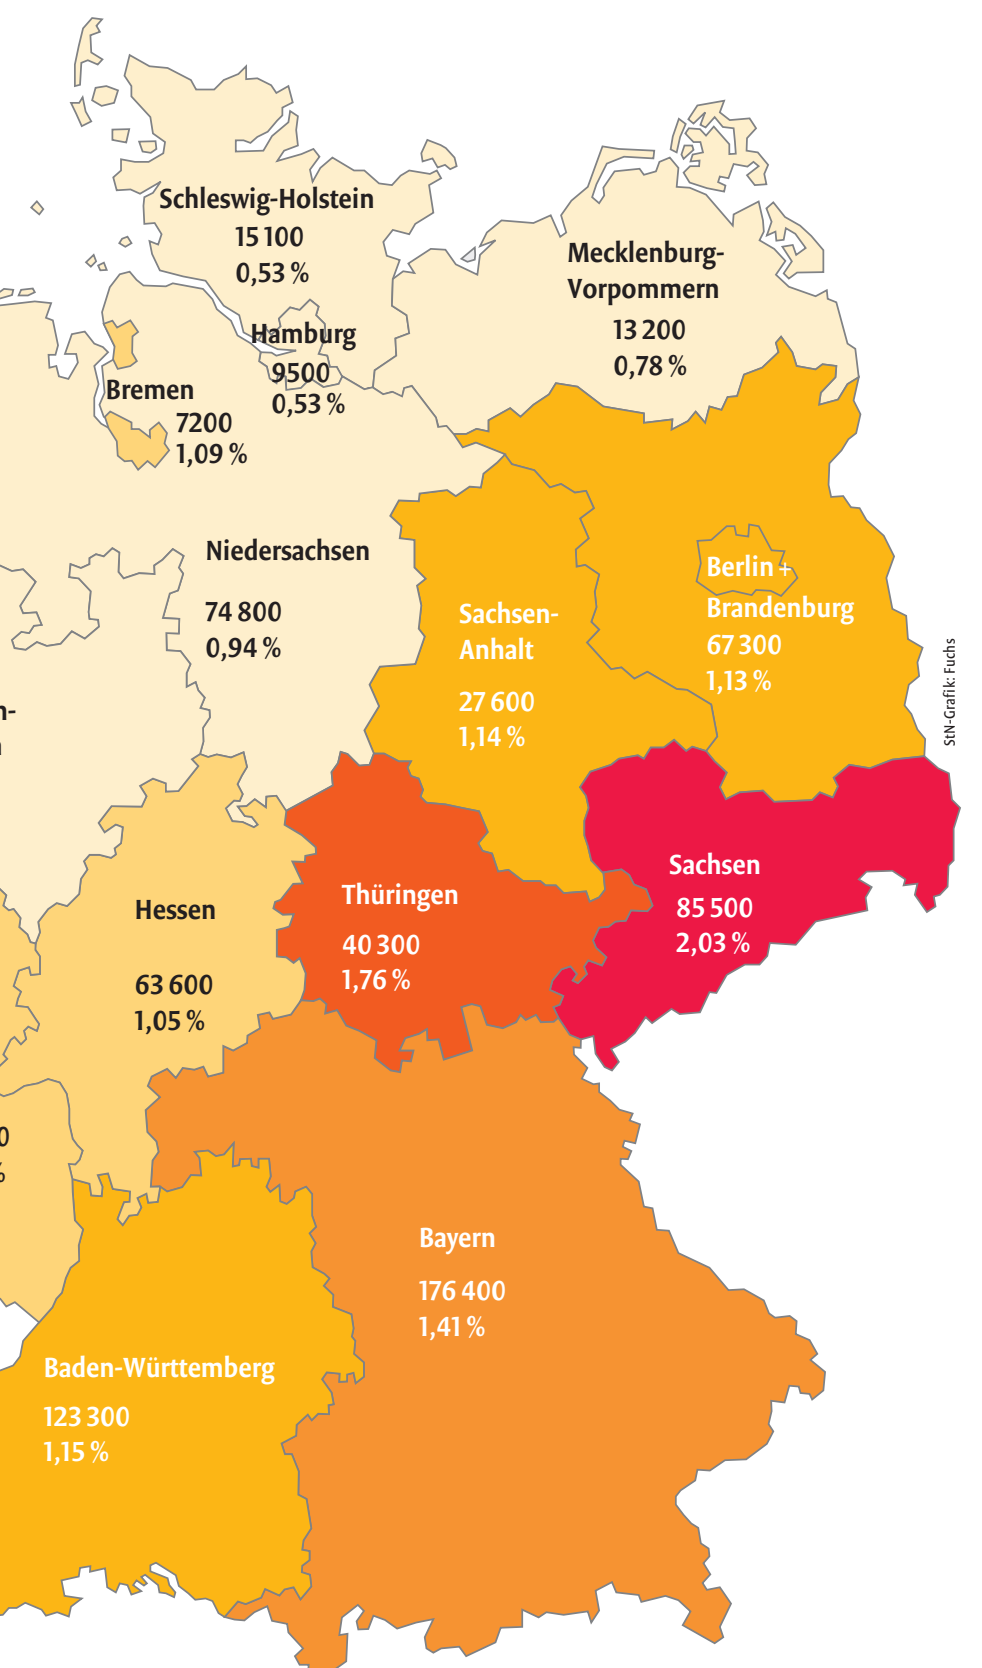 Schleswig-Holstein
15 100
0,53 %
Mecklenburg-
Vorpommern
13 200
0,78 %
Hamburg
9500
0,53 %
Bremen
7200
1,09 %
Niedersachsen
74 800
0,94 %
Sachsen-
Anhalt
27 600
1,14 %
Berlin +
Brandenburg
67 300
1,13 %
StN-Grafik: Fuchs
Sachsen
85 500
2,03 %
Thüringen
40 300
1,76 %
Hessen
63 600
1,05 %
Bayern
176 400
1,41 %
Baden-Württemberg
123 300
1,15 %